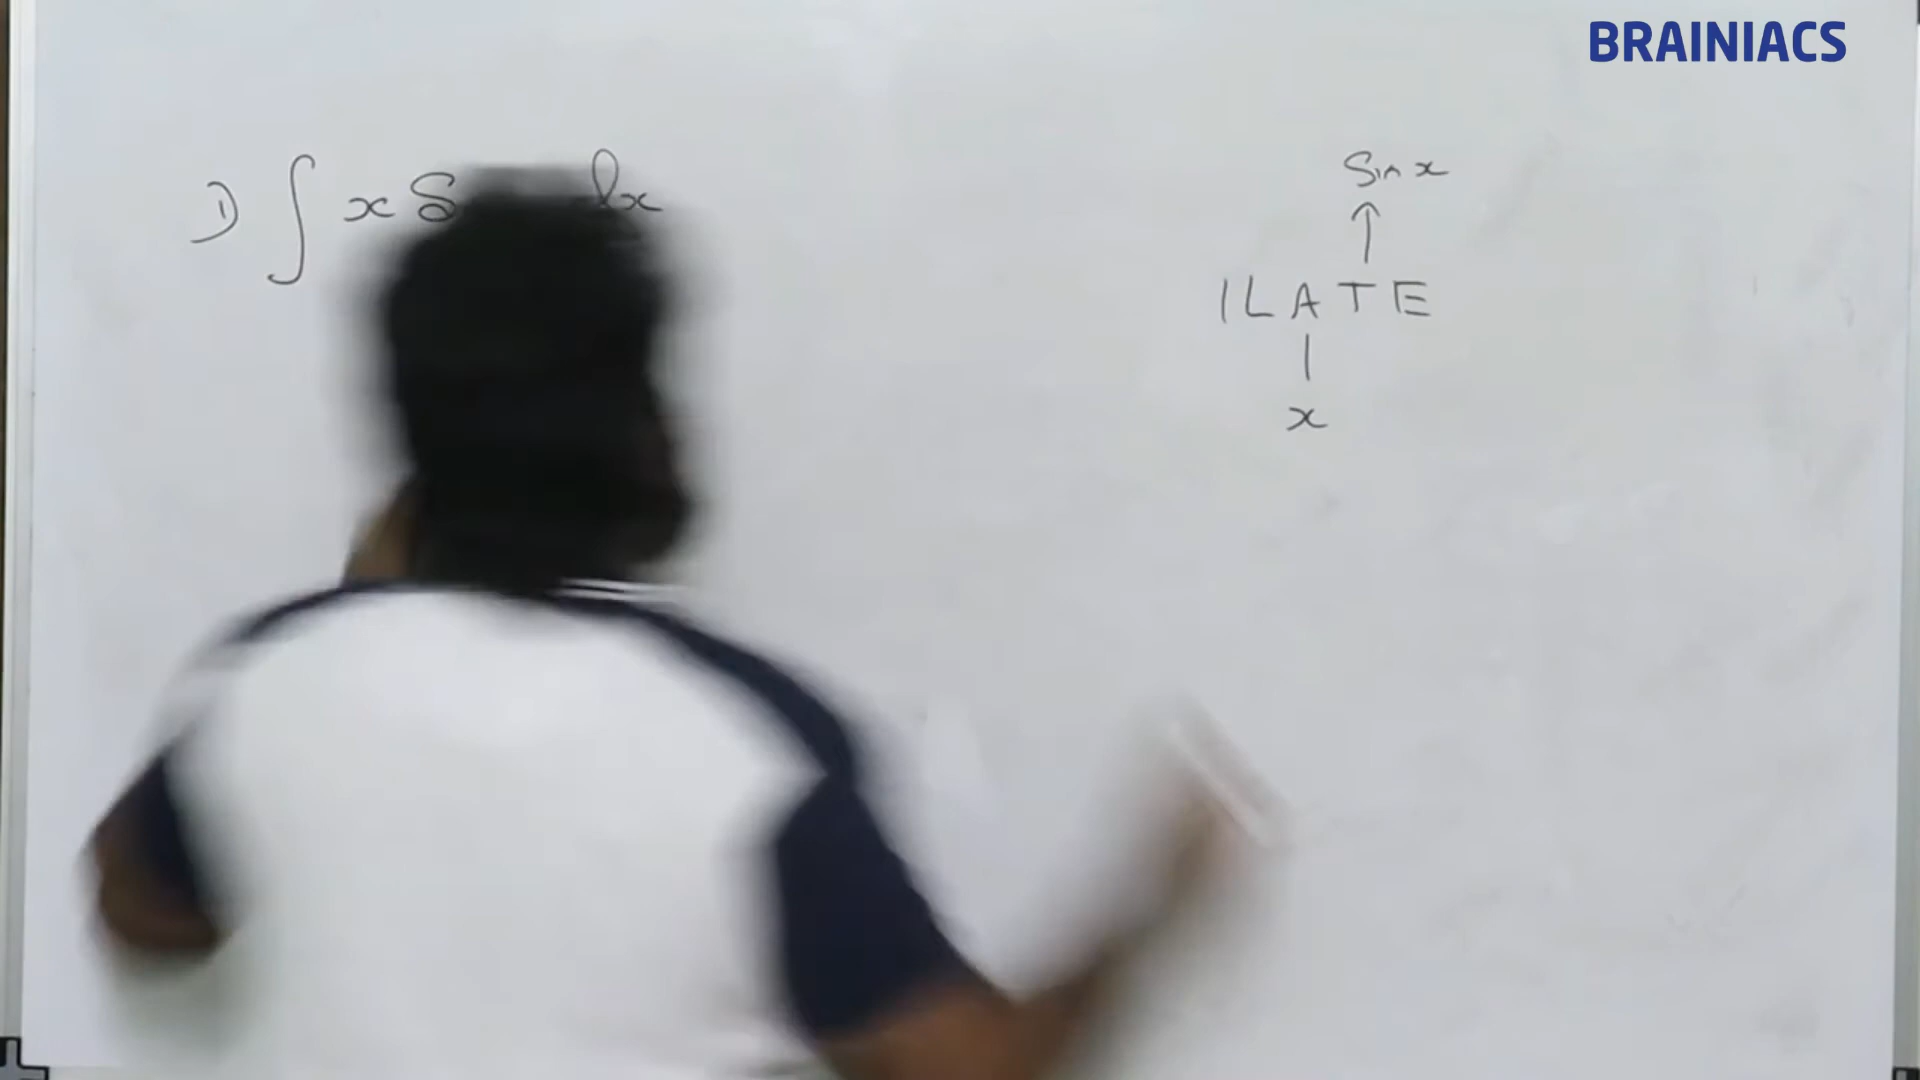 BRAINIACS
1) ∫ x S dx
Sin x
↑
ILATE
|
x